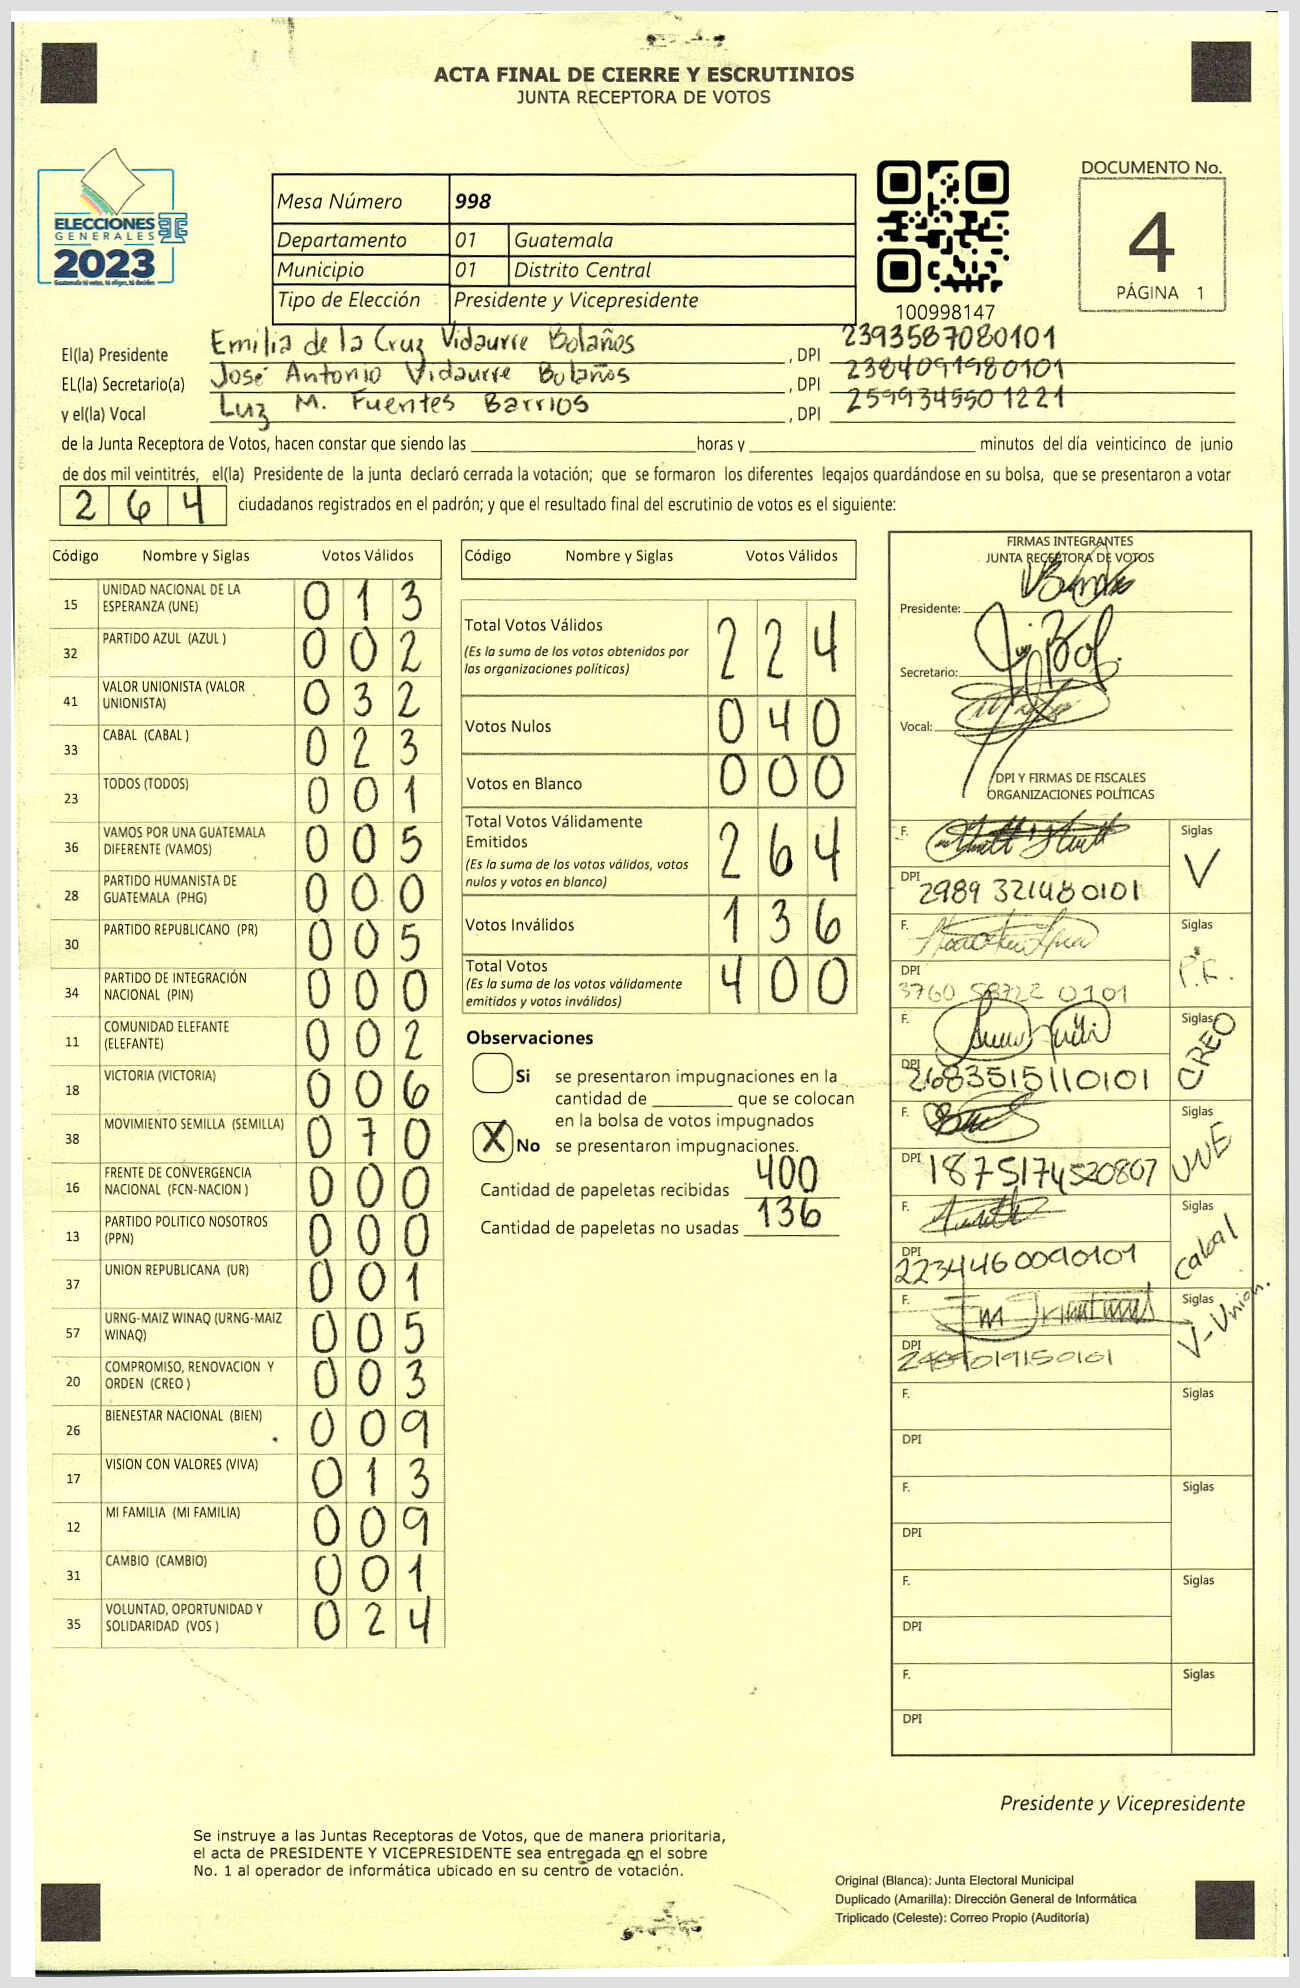 ACTA FINAL DE CIERRE Y ESCRUTINIOS
JUNTA RECEPTORA DE VOTOS
ELECCIONES
GENERALES
2023
Guatemala tú votas, tú eliges, tú decides
Mesa Número 998
Departamento 01 Guatemala
Municipio 01 Distrito Central
Tipo de Elección Presidente y Vicepresidente
100998147
DOCUMENTO No.
4
PÁGINA 1
El(la) Presidente Emilia de la Cruz Vidaurre Bolaños, DPI 2393587080101
EL(la) Secretario(a) José Antonio Vidaurre Bolaños, DPI 2384091980101
y el(la) Vocal Luz M. Fuentes Barrios, DPI 2599345501221
de la Junta Receptora de Votos, hacen constar que siendo las horas y minutos del día veinticinco de junio
de dos mil veintitrés, el(la) Presidente de la junta declaró cerrada la votación; que se formaron los diferentes legajos guardándose en su bolsa, que se presentaron a votar
264 ciudadanos registrados en el padrón; y que el resultado final del escrutinio de votos es el siguiente:
Código Nombre y Siglas Votos Válidos
15 UNIDAD NACIONAL DE LA ESPERANZA (UNE) 013
32 PARTIDO AZUL (AZUL ) 002
41 VALOR UNIONISTA (VALOR UNIONISTA) 032
33 CABAL (CABAL ) 023
23 TODOS (TODOS) 001
36 VAMOS POR UNA GUATEMALA DIFERENTE (VAMOS) 005
28 PARTIDO HUMANISTA DE GUATEMALA (PHG) 000
30 PARTIDO REPUBLICANO (PR) 005
34 PARTIDO DE INTEGRACIÓN NACIONAL (PIN) 000
11 COMUNIDAD ELEFANTE (ELEFANTE) 002
18 VICTORIA (VICTORIA) 006
38 MOVIMIENTO SEMILLA (SEMILLA) 070
16 FRENTE DE CONVERGENCIA NACIONAL (FCN-NACION ) 000
13 PARTIDO POLITICO NOSOTROS (PPN) 000
37 UNION REPUBLICANA (UR) 001
57 URNG-MAIZ WINAQ (URNG-MAIZ WINAQ) 005
20 COMPROMISO, RENOVACION Y ORDEN (CREO ) 003
26 BIENESTAR NACIONAL (BIEN) 009
17 VISION CON VALORES (VIVA) 013
12 MI FAMILIA (MI FAMILIA) 009
31 CAMBIO (CAMBIO) 001
35 VOLUNTAD, OPORTUNIDAD Y SOLIDARIDAD (VOS ) 024
Código Nombre y Siglas Votos Válidos
Total Votos Válidos 224
(Es la suma de los votos obtenidos por
las organizaciones políticas)
Votos Nulos 040
Votos en Blanco 000
Total Votos Válidamente
Emitidos 264
(Es la suma de los votos válidos, votos
nulos y votos en blanco)
Votos Inválidos 136
Total Votos 400
(Es la suma de los votos válidamente
emitidos y votos inválidos)
Observaciones
Si se presentaron impugnaciones en la
cantidad de que se colocan
en la bolsa de votos impugnados
X No se presentaron impugnaciones.
Cantidad de papeletas recibidas 400
Cantidad de papeletas no usadas 136
FIRMAS INTEGRANTES
JUNTA RECEPTORA DE VOTOS
Presidente:
Secretario:
Vocal:
DPI Y FIRMAS DE FISCALES
ORGANIZACIONES POLÍTICAS
F. Siglas V
DPI 2989 321480101
F. Siglas P.R.
DPI 3760 0101
F. Siglas CREO
DPI 2683515110101
F. Siglas UNE
DPI 1875174520807
F. Siglas Cabal
DPI 2234460090101
F. Siglas V-Union.
DPI
F. Siglas
DPI
F. Siglas
DPI
F. Siglas
DPI
F. Siglas
DPI
Presidente y Vicepresidente
Se instruye a las Juntas Receptoras de Votos, que de manera prioritaria,
el acta de PRESIDENTE Y VICEPRESIDENTE sea entregada en el sobre
No. 1 al operador de informática ubicado en su centro de votación.
Original (Blanca): Junta Electoral Municipal
Duplicado (Amarilla): Dirección General de Informática
Triplicado (Celeste): Correo Propio (Auditoría)